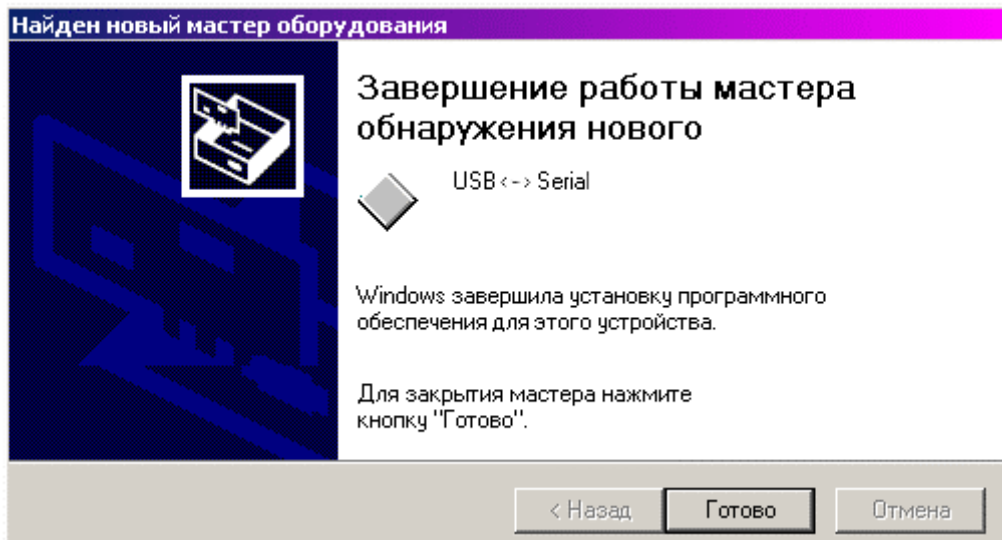 Найден новый мастер оборудования
Завершение работы мастера
обнаружения нового
USB <-> Serial
Windows завершила установку программного
обеспечения для этого устройства.
Для закрытия мастера нажмите
кнопку "Готово".
< Назад
Готово
Отмена